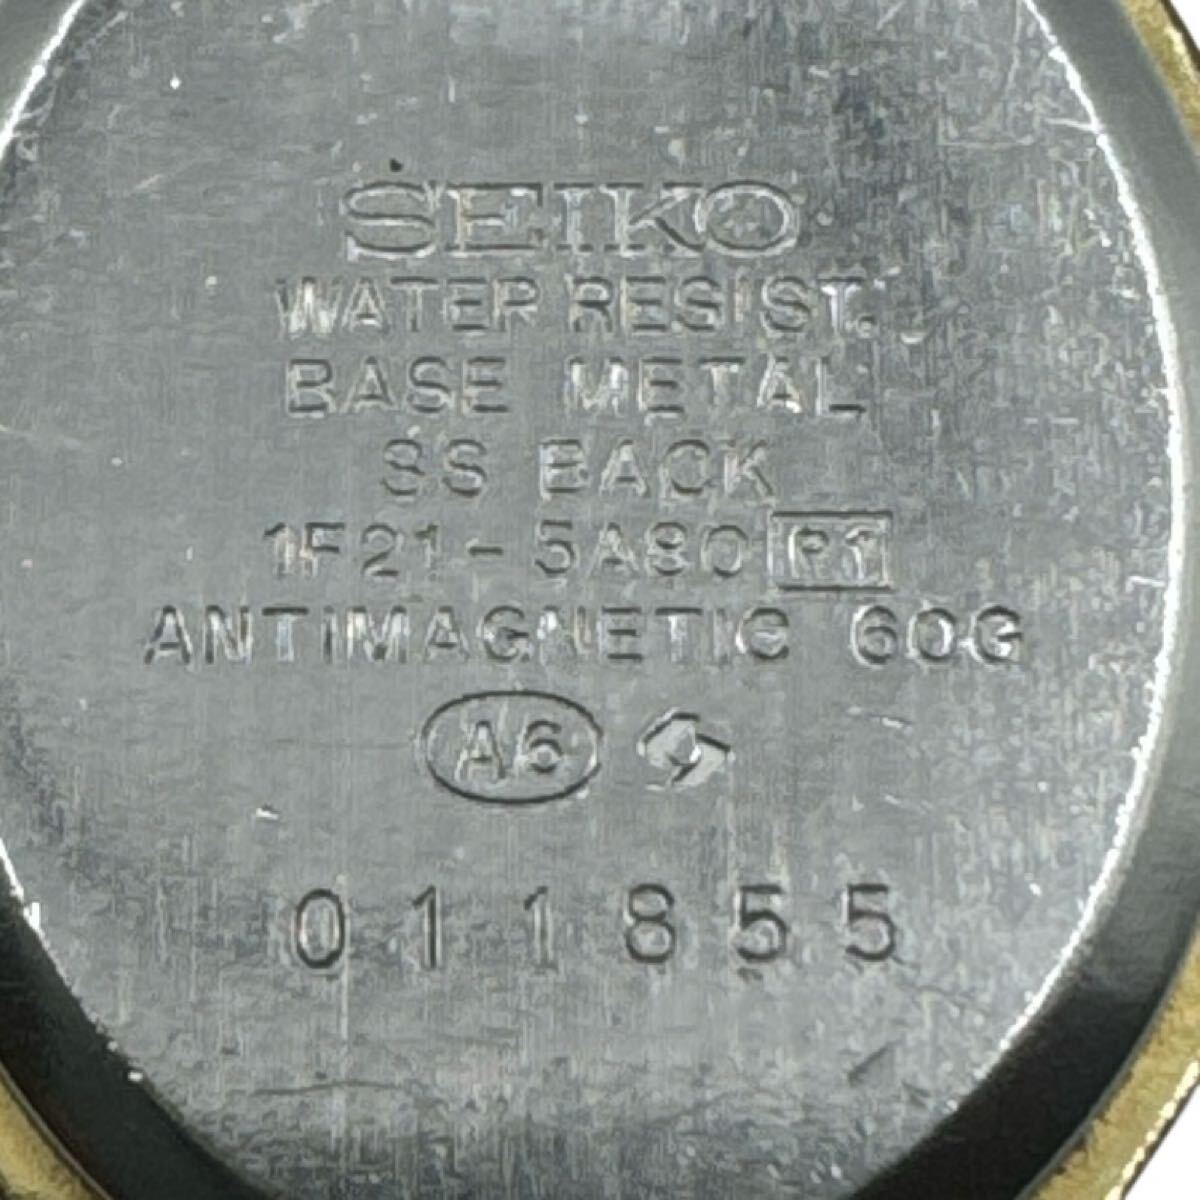 SEIKO
WATER RESIST.
BASE METAL
SS BACK
1F21-5A80 R1
ANTIMAGNETIC 60G
A6
011855